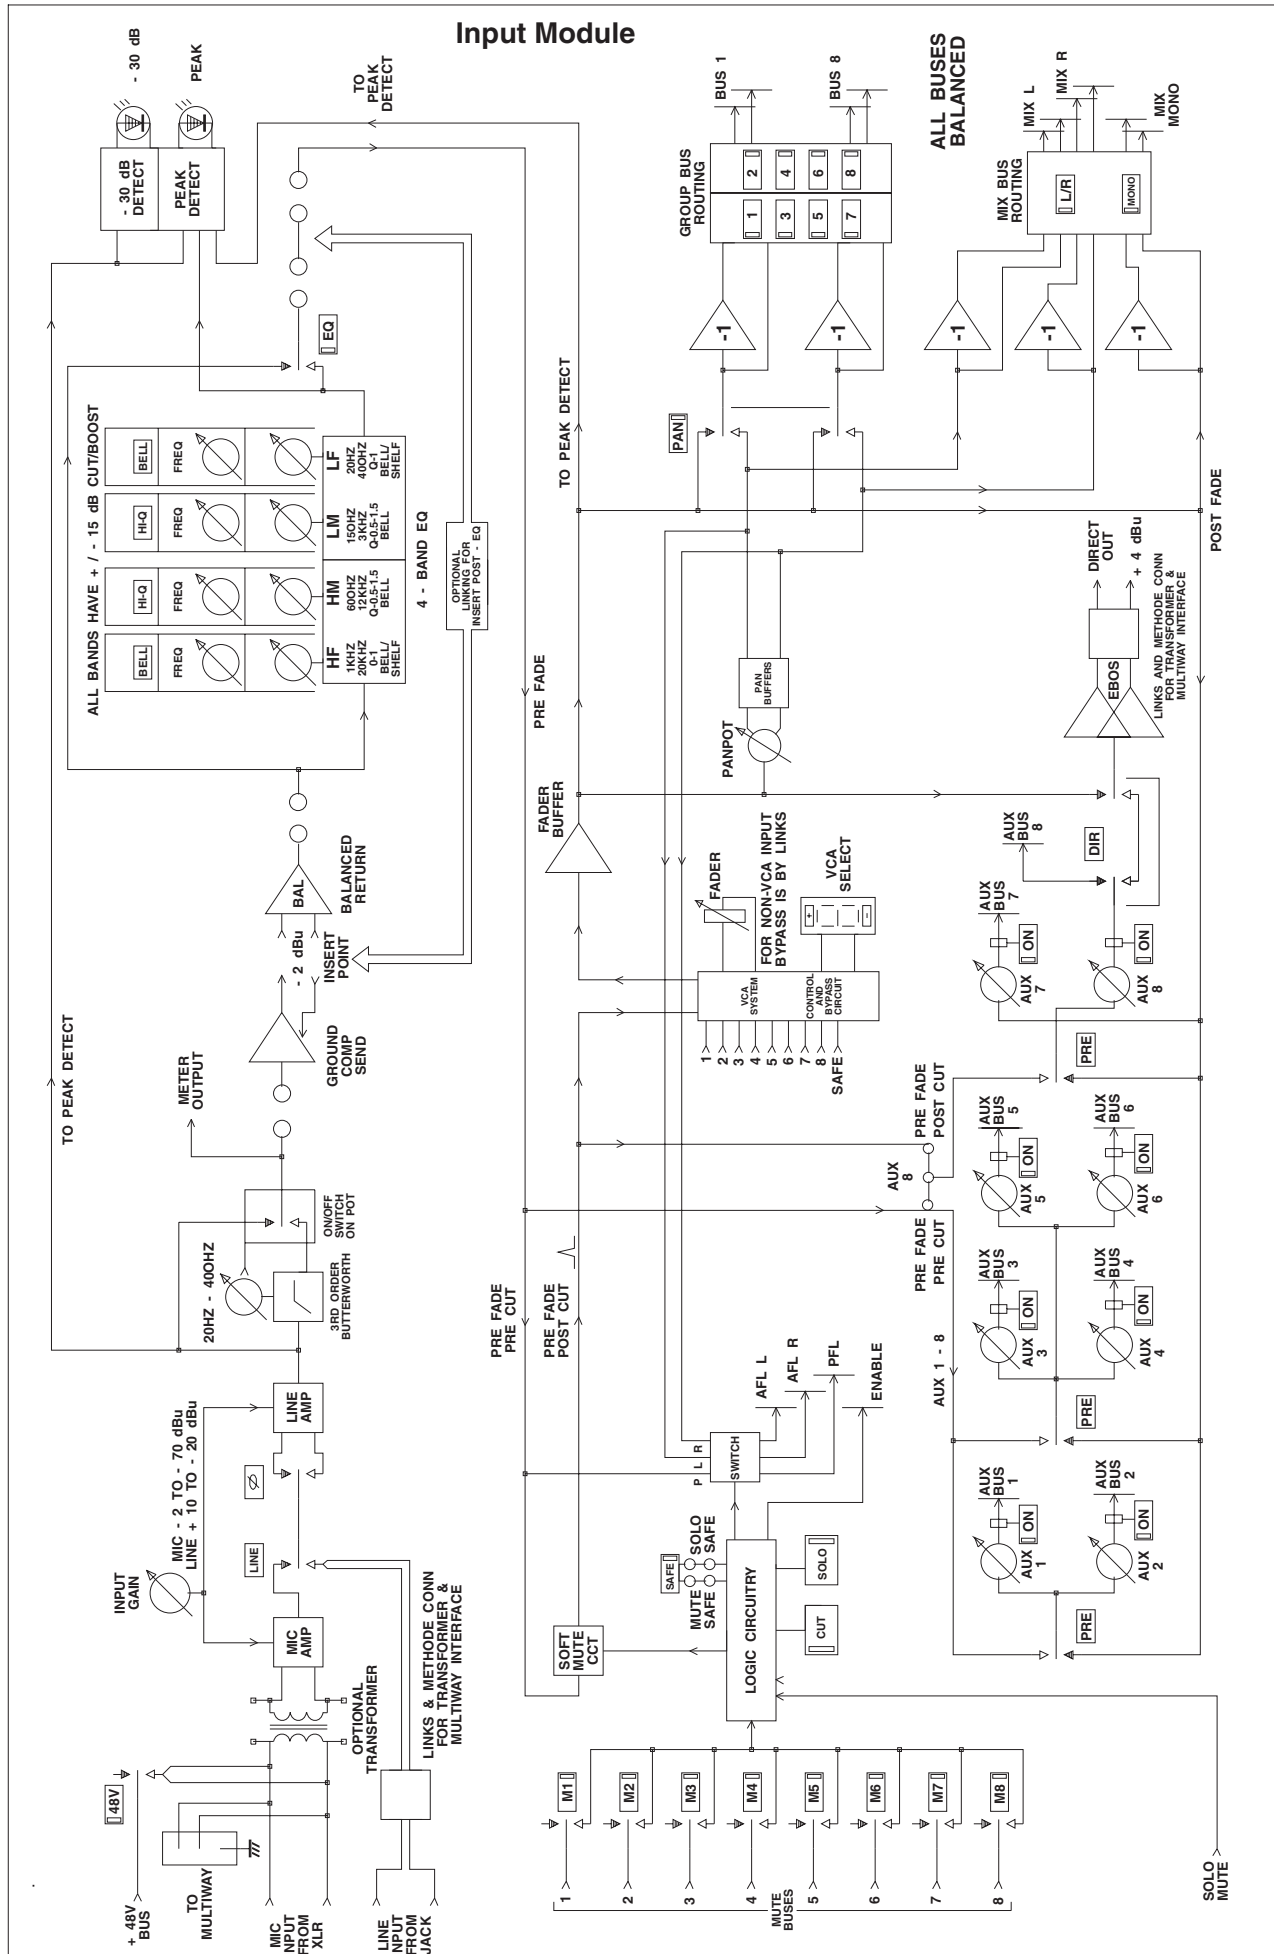 Input Module
- 30 dB
PEAK
- 30 dB
DETECT
PEAK
DETECT
TO
PEAK
DETECT
EQ
ALL BANDS HAVE + / - 15 dB CUT/BOOST
BELL
FREQ
HI-Q
FREQ
HI-Q
FREQ
BELL
FREQ
HF
1KHZ
20KHZ
0-1
BELL/
SHELF
HM
600HZ
12KHZ
Q-0.5-1.5
BELL
LM
150HZ
3KHZ
Q-0.5-1.5
BELL
LF
20HZ
400HZ
Q-1
BELL/
SHELF
4 - BAND EQ
OPTIONAL
LINKING FOR
INSERT POST - EQ
BAL
BALANCED
RETURN
- 2 dBu
INSERT
POINT
GROUND
COMP
SEND
METER
OUTPUT
TO PEAK DETECT
ON/OFF
SWITCH
ON POT
20HZ - 400HZ
3RD ORDER
BUTTERWORTH
LINE
AMP
MIC - 2 TO - 70 dBu
LINE + 10 TO - 20 dBu
Ø
LINE
INPUT
GAIN
MIC
AMP
OPTIONAL
TRANSFORMER
LINKS & METHODE CONN
FOR TRANSFORMER &
MULTIWAY INTERFACE
48V
+ 48V
BUS
TO
MULTIWAY
MIC
INPUT
FROM
XLR
LINE
INPUT
FROM
JACK
BUS 1
BUS 8
GROUP BUS
ROUTING
1
2
3
4
5
6
7
8
ALL BUSES
BALANCED
MIX L
MIX R
MIX
MONO
MIX BUS
ROUTING
L/R
MONO
-1
-1
-1
-1
-1
PAN
TO PEAK DETECT
POST FADE
PRE FADE
PAN
BUFFERS
PANPOT
FADER
BUFFER
DIRECT
OUT
+ 4 dBu
EBOS
LINKS AND METHODE CONN
FOR TRANSFORMER &
MULTIWAY INTERFACE
DIR
AUX
BUS
8
AUX
BUS
7
ON
AUX
7
ON
AUX
8
FADER
FOR NON-VCA INPUT
BYPASS IS BY LINKS
VCA
SELECT
+
-
VCA
SYSTEM
CONTROL
AND
BYPASS
CIRCUIT
1
2
3
4
5
6
7
8
SAFE
PRE FADE
POST CUT
AUX
8
PRE FADE
PRE CUT
PRE
AUX
BUS
5
ON
AUX
5
AUX
BUS
6
ON
AUX
6
AUX
BUS
3
ON
AUX
3
AUX
BUS
4
ON
AUX
4
AUX 1 - 8
PRE
AUX
BUS
1
ON
AUX
1
AUX
BUS
2
ON
AUX
2
PRE
PRE FADE
PRE CUT
PRE FADE
POST CUT
AFL L
AFL R
PFL
ENABLE
P L R
SWITCH
SAFE
SOLO
SAFE
MUTE
SAFE
SOLO
CUT
LOGIC CIRCUITRY
SOFT
MUTE
CCT
M1
M2
M3
M4
M5
M6
M7
M8
1
2
3
4
5
6
7
8
MUTE
BUSES
SOLO
MUTE